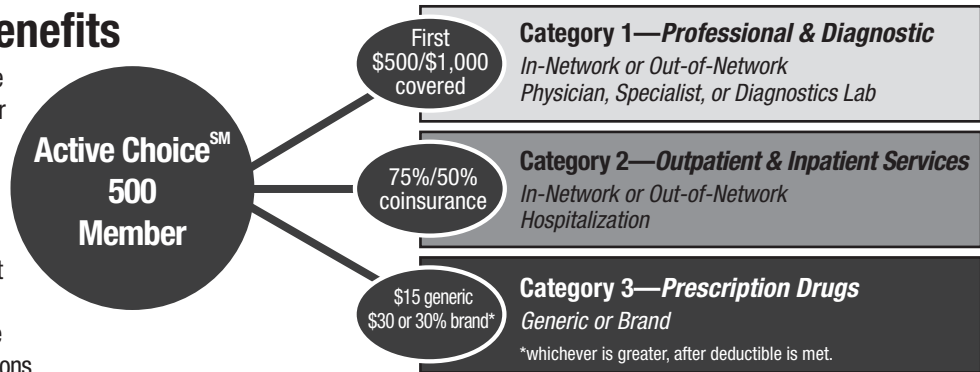 enefits
Active Choice℠
500
Member
First
$500/$1,000
covered
Category 1—Professional & Diagnostic
In-Network or Out-of-Network
Physician, Specialist, or Diagnostics Lab
75%/50%
coinsurance
Category 2—Outpatient & Inpatient Services
In-Network or Out-of-Network
Hospitalization
$15 generic
$30 or 30% brand*
Category 3—Prescription Drugs
Generic or Brand
*whichever is greater, after deductible is met.